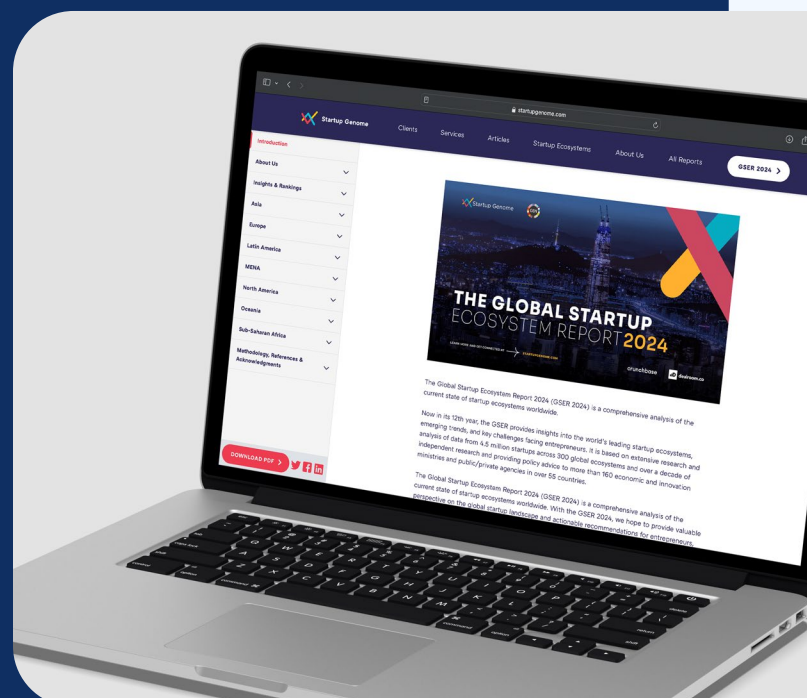 startupgenome.com
Startup Genome
Clients
Services
Articles
Startup Ecosystems
About Us
All Reports
GSER 2024
Introduction
About Us
Insights & Rankings
Asia
Europe
Latin America
MENA
North America
Oceania
Sub-Saharan Africa
Methodology, References &
Acknowledgments
DOWNLOAD PDF
Startup Genome
THE GLOBAL STARTUP
ECOSYSTEM REPORT 2024
LEARN MORE AND GET CONNECTED AT
STARTUPGENOME.COM
crunchbase
dealroom.co
The Global Startup Ecosystem Report 2024 (GSER 2024) is a comprehensive analysis of the
current state of startup ecosystems worldwide.
Now in its 12th year, the GSER provides insights into the world's leading startup ecosystems,
emerging trends, and key challenges facing entrepreneurs. It is based on extensive research and
analysis of data from 4.5 million startups across 300 global ecosystems and over a decade of
independent research and providing policy advice to more than 160 economic and innovation
ministries and public/private agencies in over 55 countries.
The Global Startup Ecosystem Report 2024 (GSER 2024) is a comprehensive analysis of the
current state of startup ecosystems worldwide. With the GSER 2024, we hope to provide valuable
perspective on the global startup landscape and actionable recommendations for entrepreneurs,